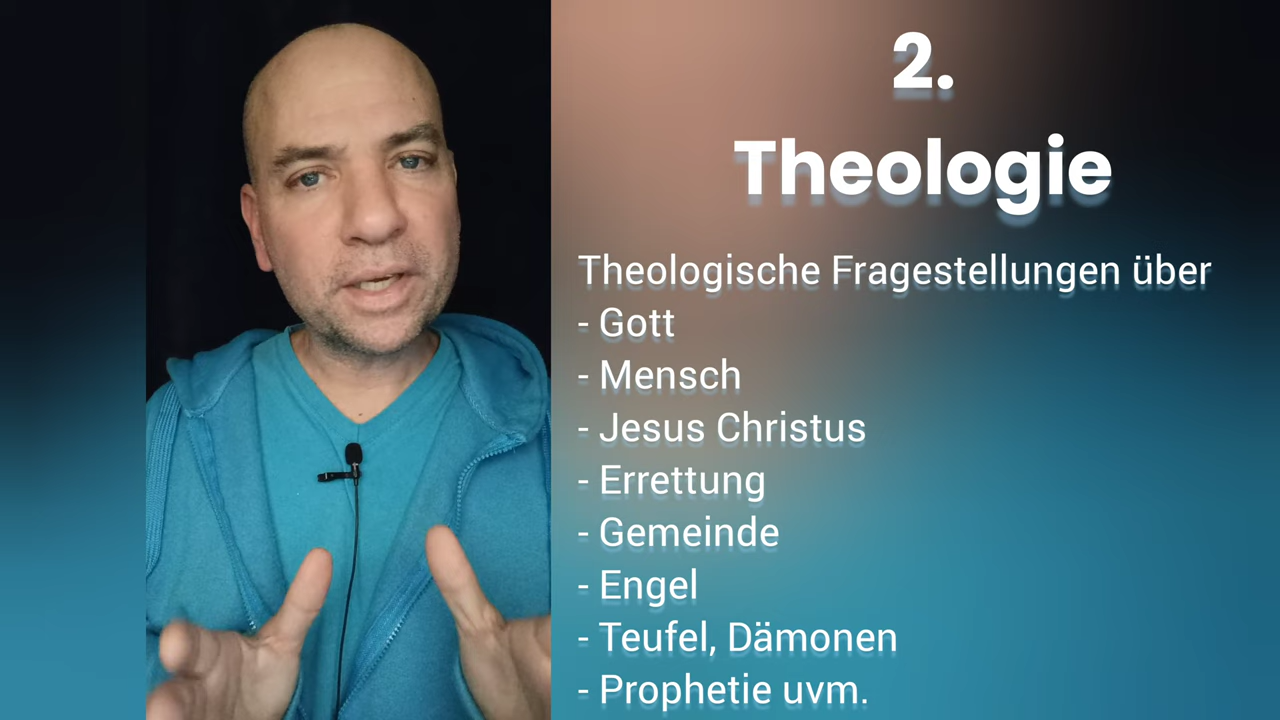 2.
Theologie
Theologische Fragestellungen über
- Gott
- Mensch
- Jesus Christus
- Errettung
- Gemeinde
- Engel
- Teufel, Dämonen
- Prophetie uvm.